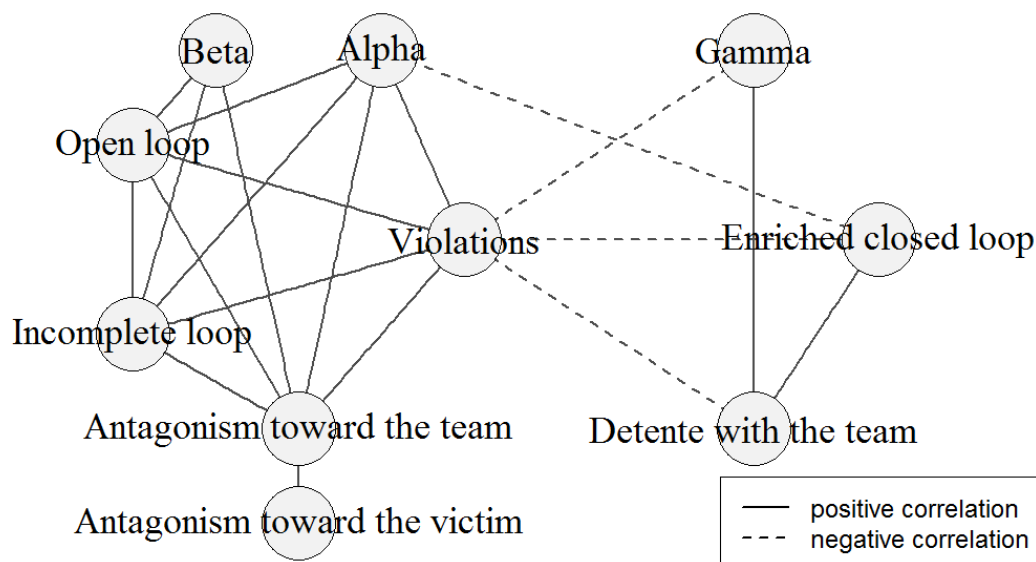 Beta
Alpha
Gamma
Open loop
Violations
Enriched closed loop
Incomplete loop
Antagonism toward the team
Detente with the team
Antagonism toward the victim
positive correlation
negative correlation